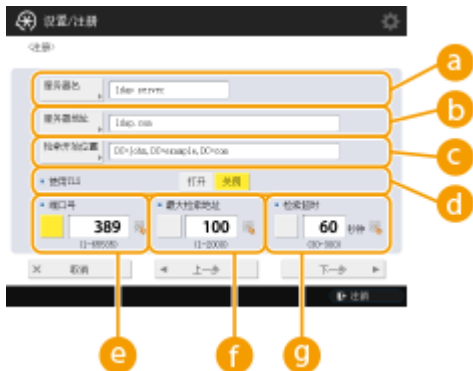 设置/注册
<注册>
a
服务器名
ldap server
b
服务器地址
ldap.com
c
检索开始位置
DC=john,DC=example,DC=com
d
使用TLS
打开 关闭
端口号 最大检索地址 检索超时
389 100 60 秒钟
(1-65535) (1-2000) (30-300)
× 取消 ◀ 上一步 下一步 ▶
注销
e f g